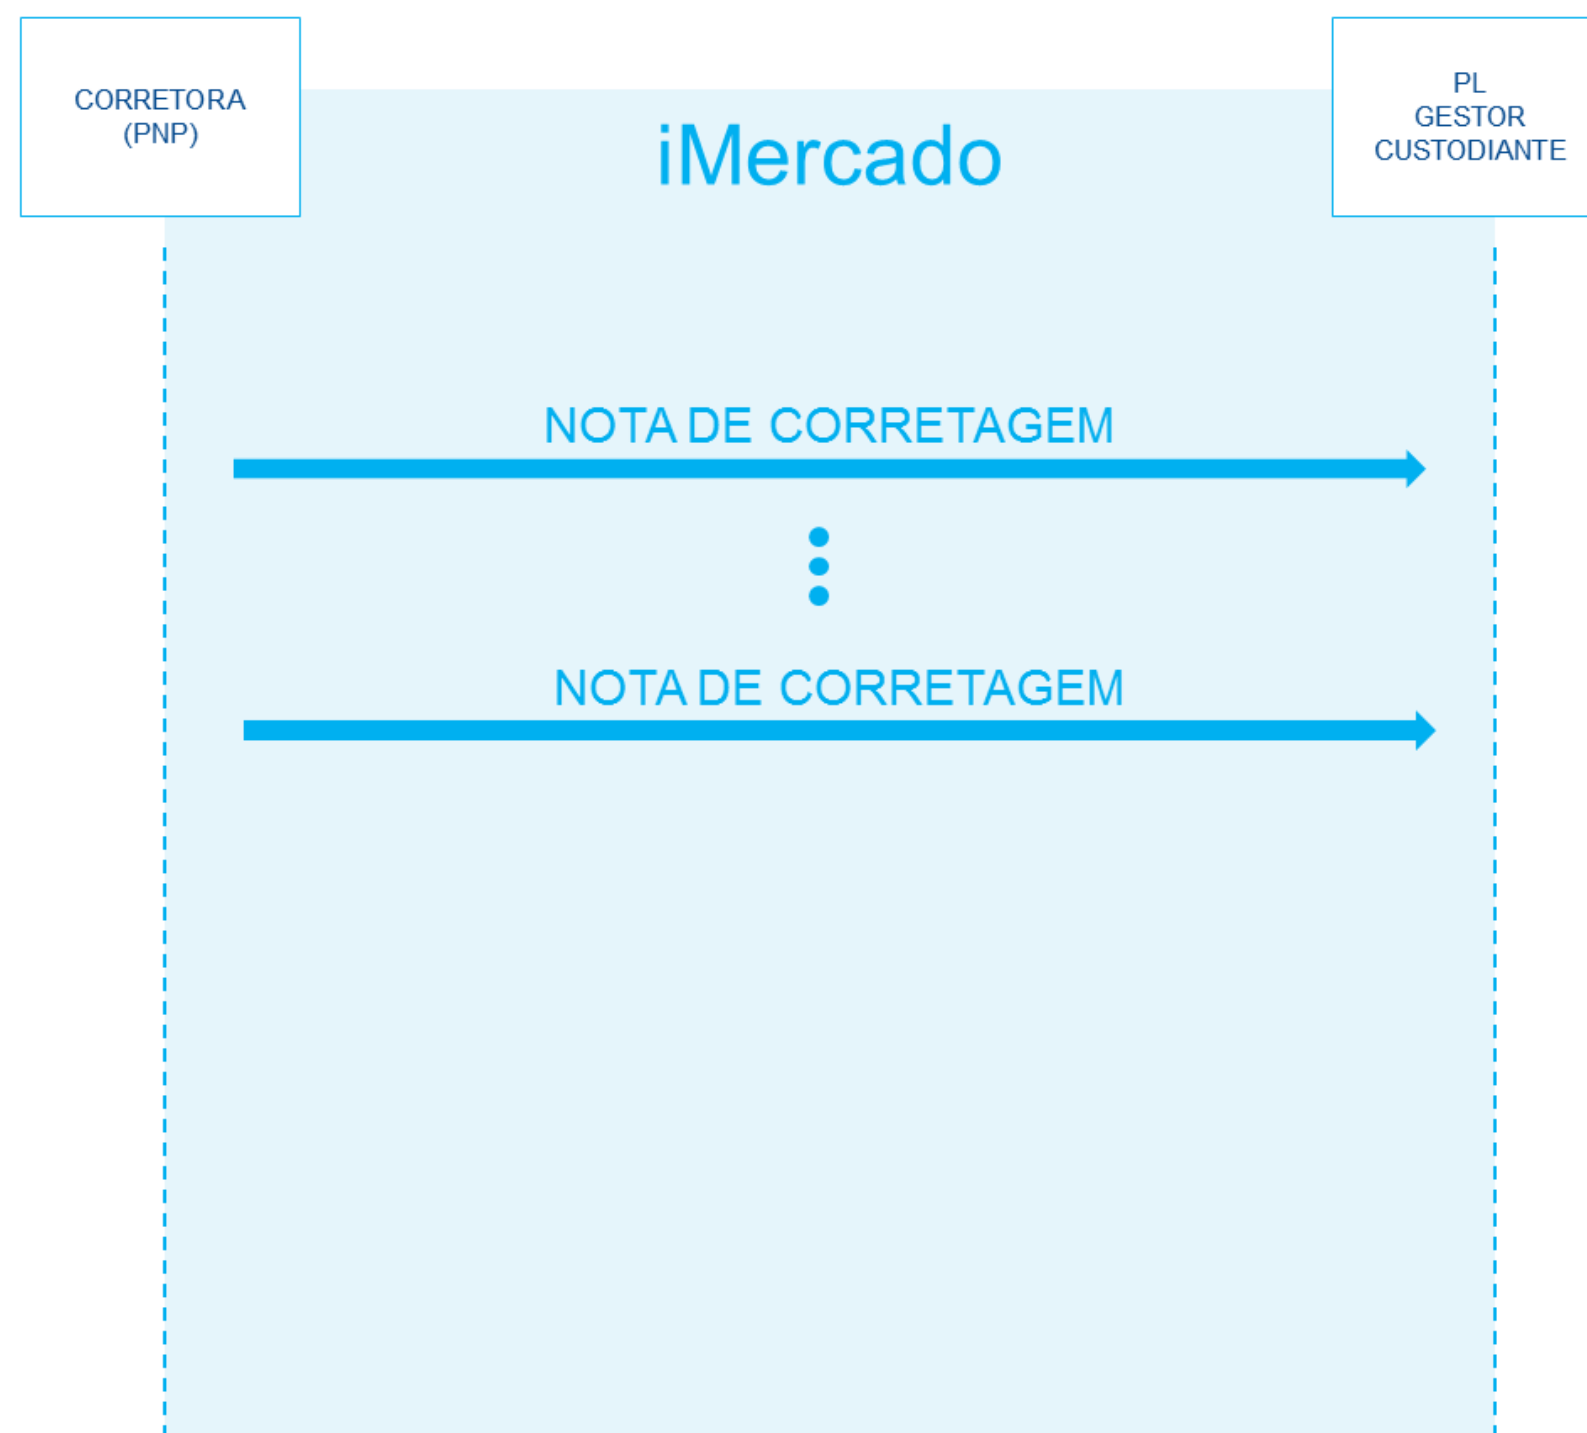 CORRETORA
(PNP)
PL
GESTOR
CUSTODIANTE
iMercado
NOTA DE CORRETAGEM
NOTA DE CORRETAGEM